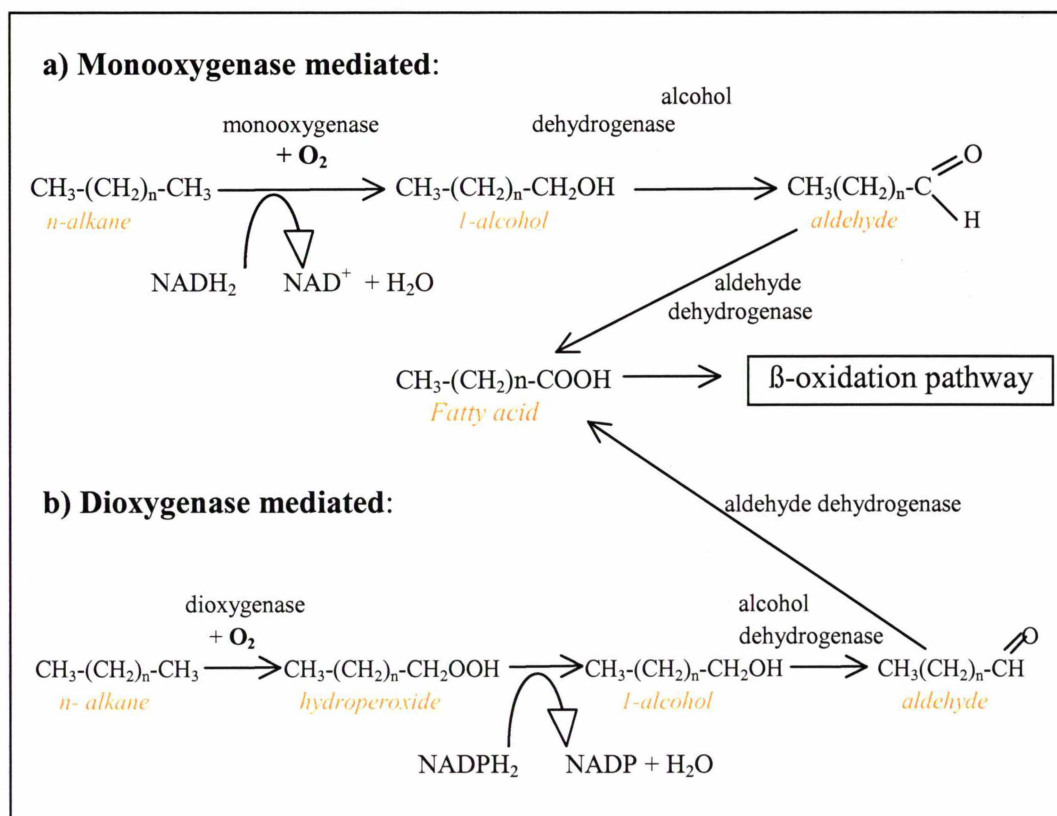 a) Monooxygenase mediated:
monooxygenase
+ O₂
alcohol
dehydrogenase
CH₃-(CH₂)ₙ-CH₃
CH₃-(CH₂)ₙ-CH₂OH
CH₃(CH₂)ₙ-C
O
H
n-alkane
1-alcohol
aldehyde
NADH₂
NAD⁺ + H₂O
aldehyde
dehydrogenase
CH₃-(CH₂)n-COOH
ß-oxidation pathway
Fatty acid
b) Dioxygenase mediated:
aldehyde dehydrogenase
dioxygenase
+ O₂
alcohol
dehydrogenase
O
CH₃-(CH₂)ₙ-CH₃
CH₃-(CH₂)ₙ-CH₂OOH
CH₃-(CH₂)ₙ-CH₂OH
CH₃(CH₂)ₙ-CH
n- alkane
hydroperoxide
1-alcohol
aldehyde
NADPH₂
NADP + H₂O